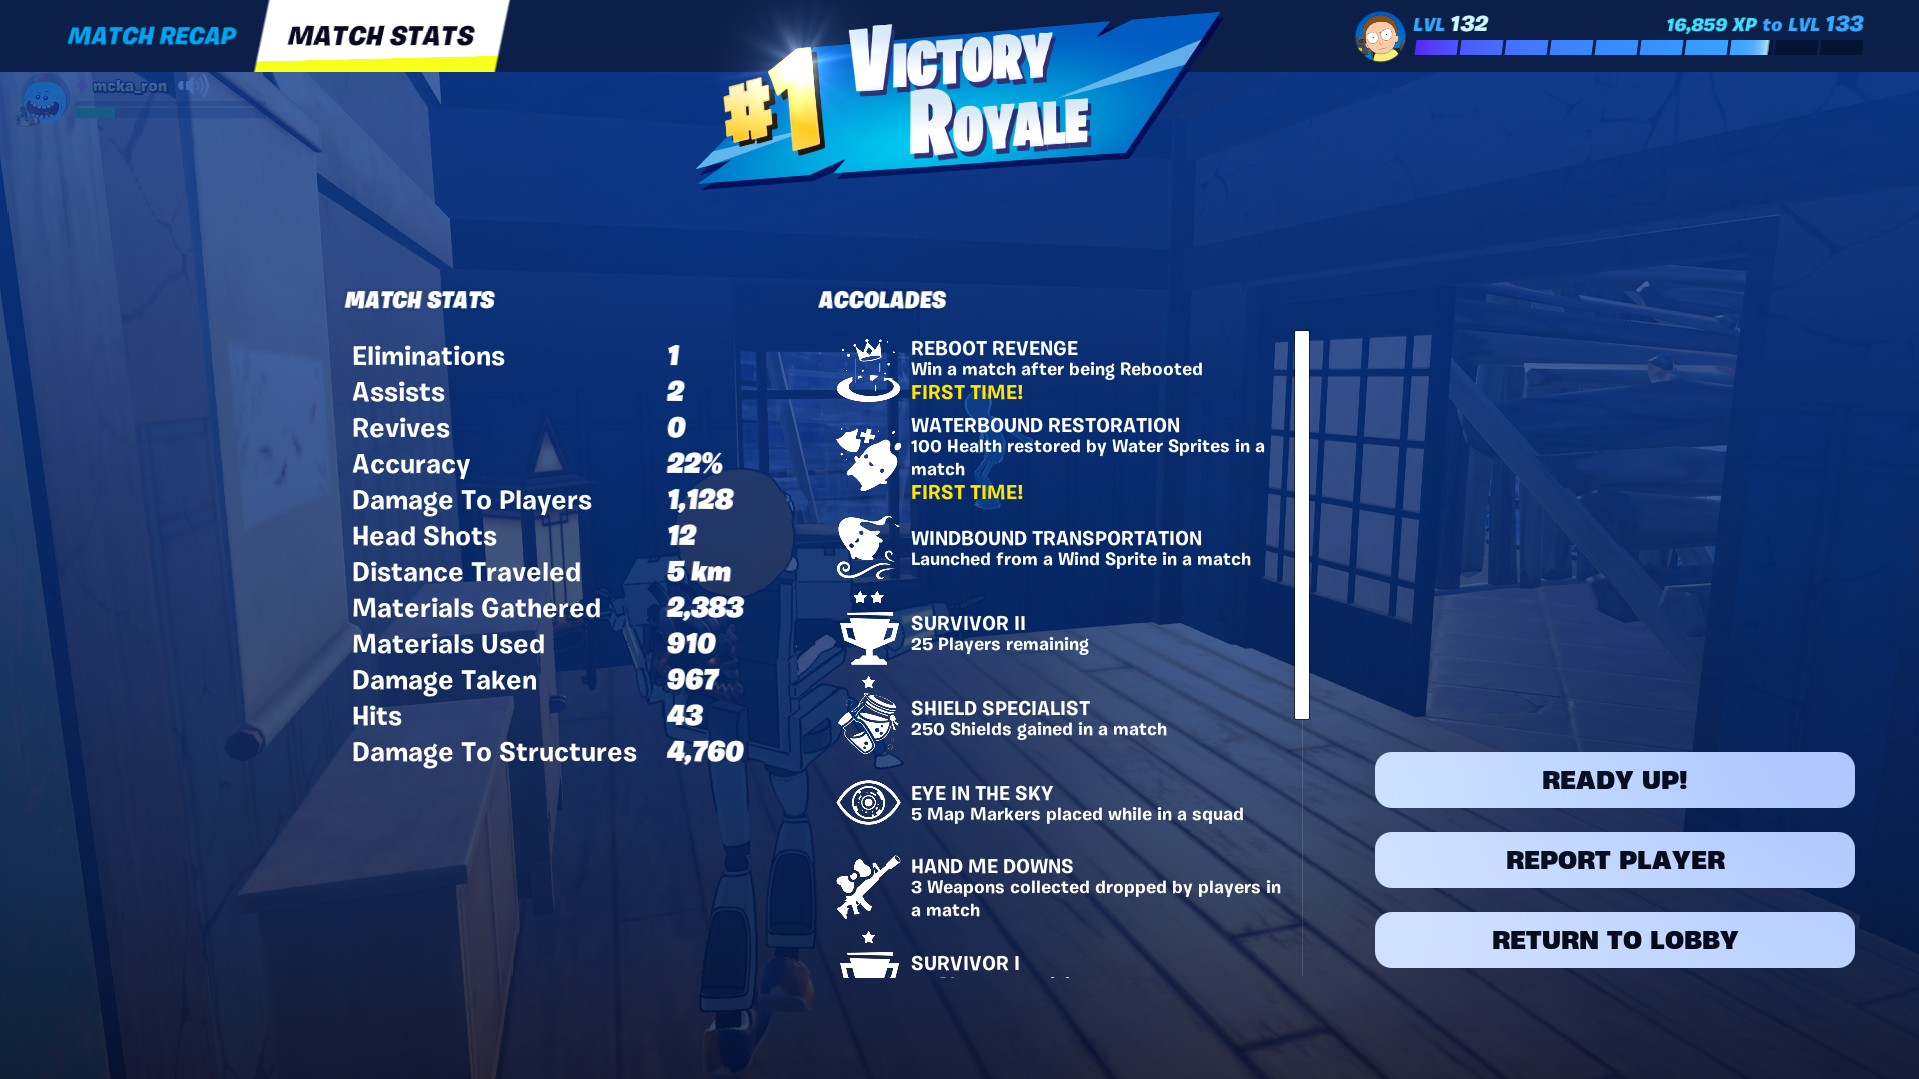 MATCH RECAP
MATCH STATS
#1 VICTORY
ROYALE
LVL 132
16,859 XP to LVL 133
mcka_ron
MATCH STATS
Eliminations 1
Assists 2
Revives 0
Accuracy 22%
Damage To Players 1,128
Head Shots 12
Distance Traveled 5 km
Materials Gathered 2,383
Materials Used 910
Damage Taken 967
Hits 43
Damage To Structures 4,760
ACCOLADES
REBOOT REVENGE
Win a match after being Rebooted
FIRST TIME!
WATERBOUND RESTORATION
100 Health restored by Water Sprites in a
match
FIRST TIME!
WINDBOUND TRANSPORTATION
Launched from a Wind Sprite in a match
SURVIVOR II
25 Players remaining
SHIELD SPECIALIST
250 Shields gained in a match
EYE IN THE SKY
5 Map Markers placed while in a squad
HAND ME DOWNS
3 Weapons collected dropped by players in
a match
SURVIVOR I
READY UP!
REPORT PLAYER
RETURN TO LOBBY